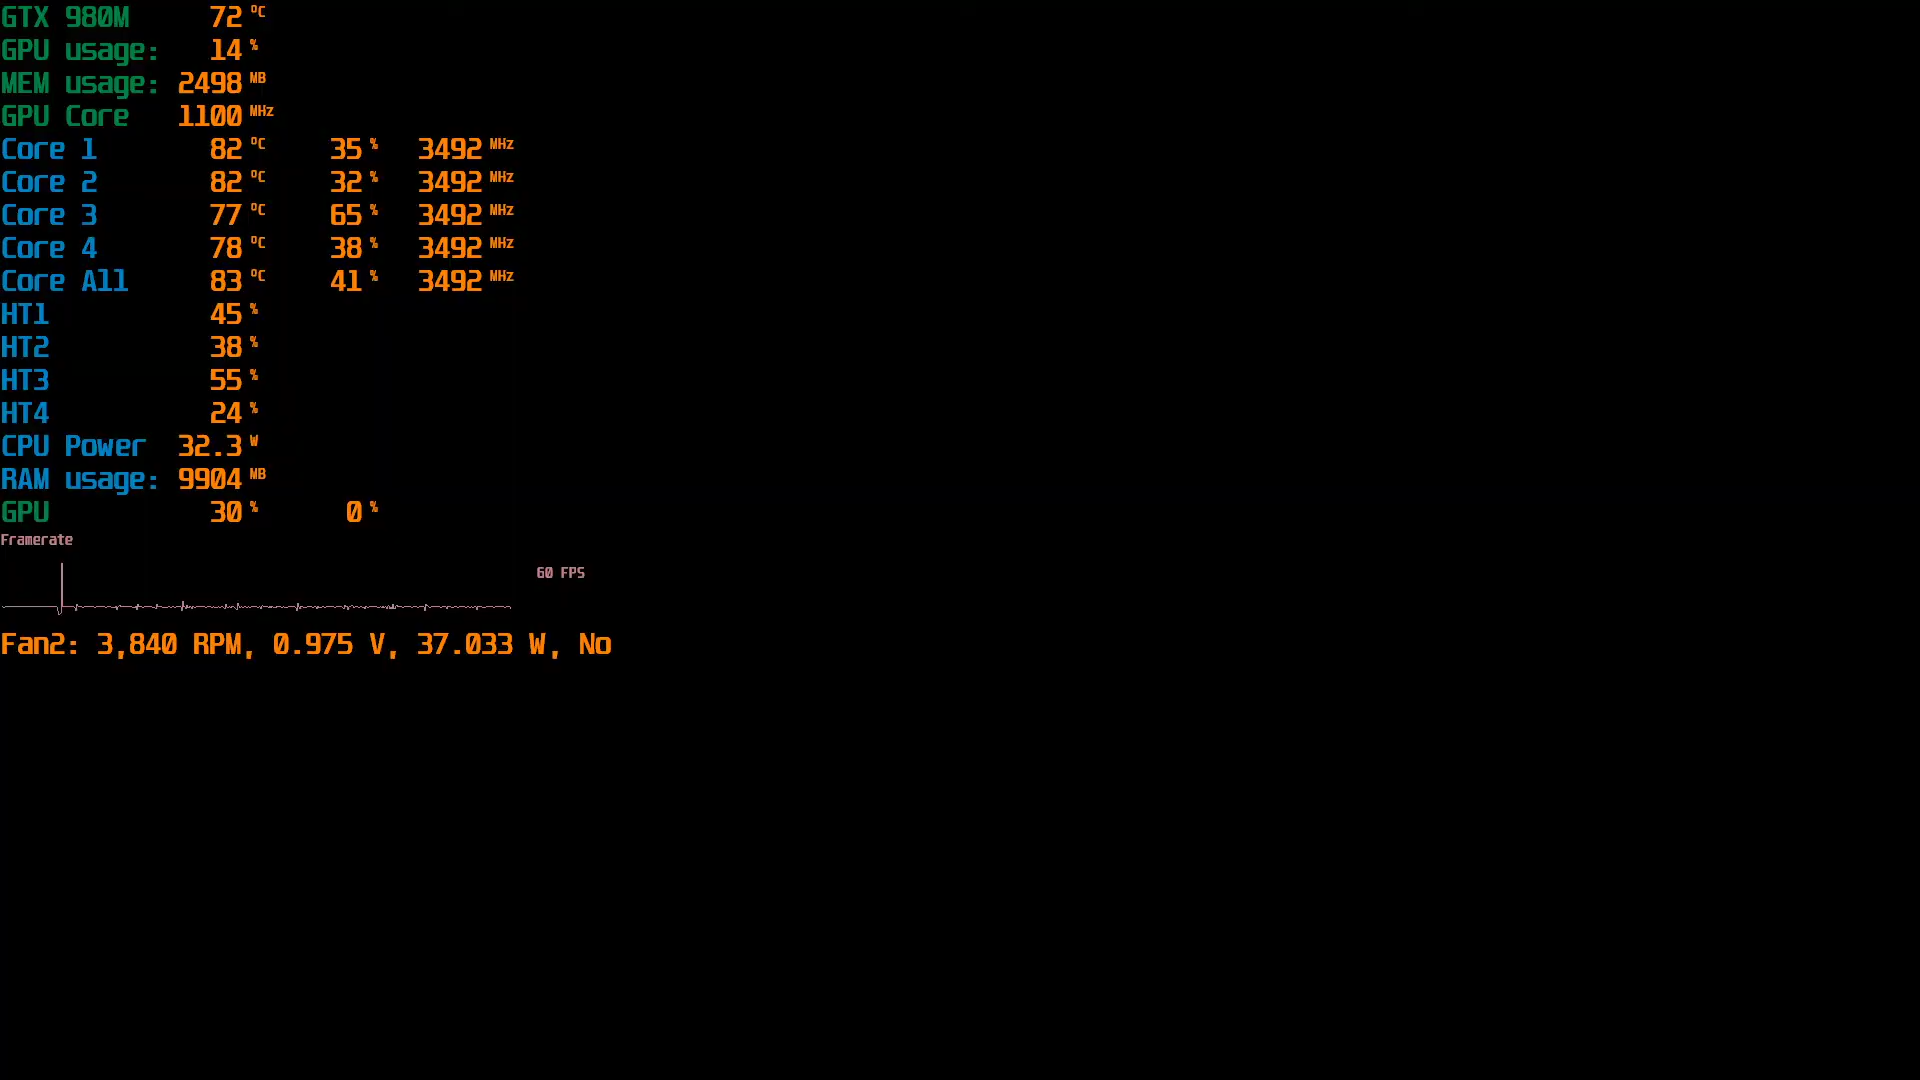 GTX 980M 72 °C
GPU usage: 14 %
MEM usage: 2498 MB
GPU Core 1100 MHz
Core 1 82 °C 35 % 3492 MHz
Core 2 82 °C 32 % 3492 MHz
Core 3 77 °C 65 % 3492 MHz
Core 4 78 °C 38 % 3492 MHz
Core All 83 °C 41 % 3492 MHz
HT1 45 %
HT2 38 %
HT3 55 %
HT4 24 %
CPU Power 32.3 W
RAM usage: 9904 MB
GPU 30 % 0 %
Framerate
60 FPS
Fan2: 3,840 RPM, 0.975 V, 37.033 W, No